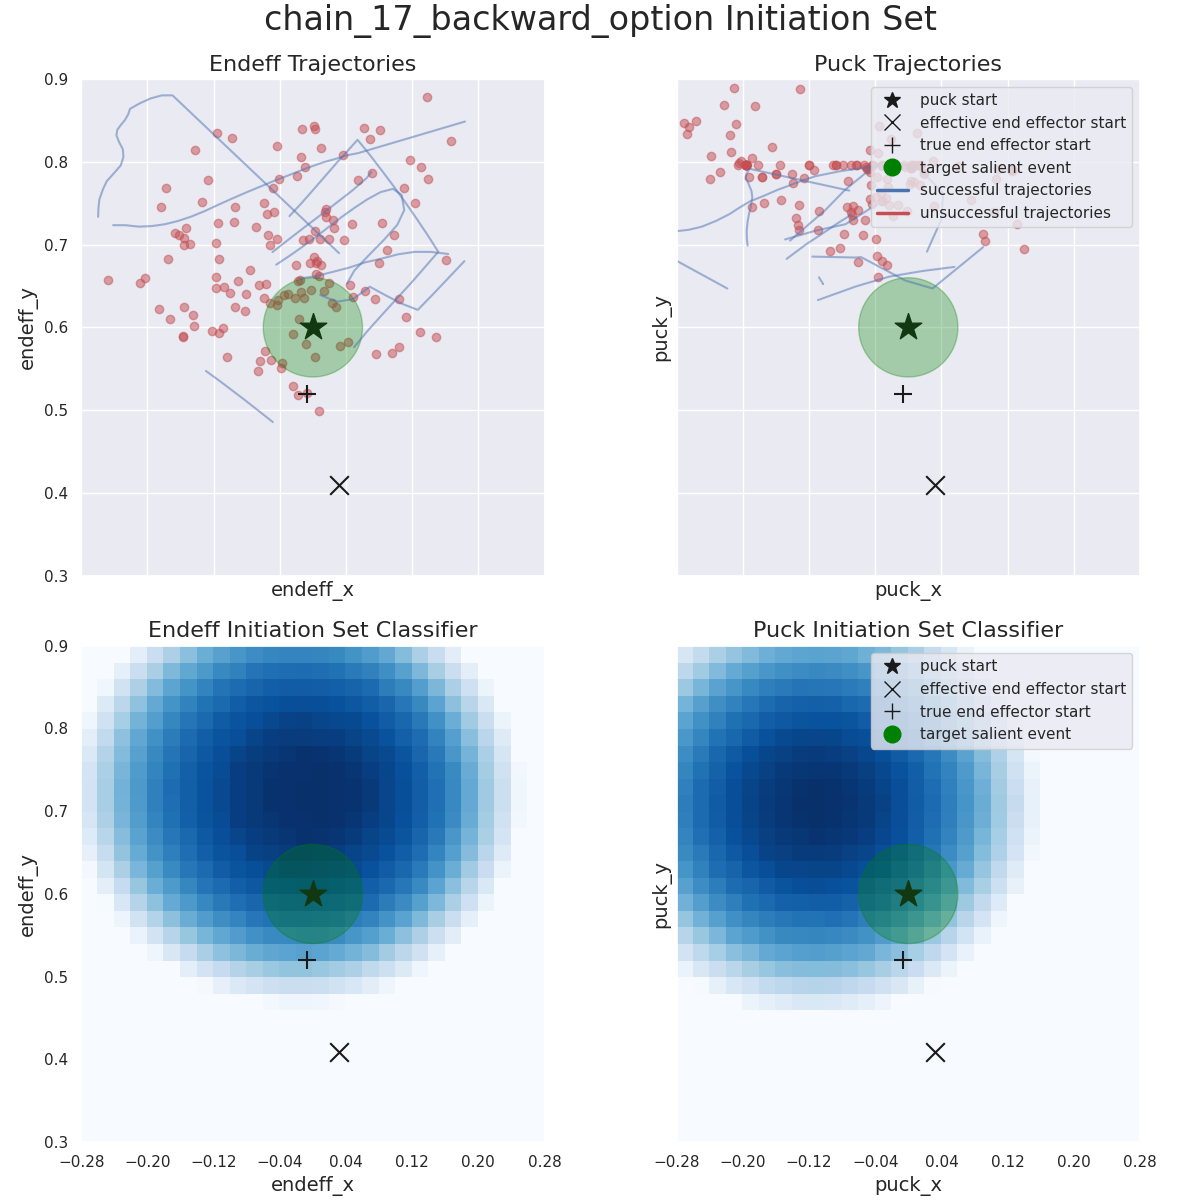 chain_17_backward_option Initiation Set
Endeff Trajectories
Puck Trajectories
0.9
0.8
0.7
0.6
0.5
0.4
0.3
endeff_y
endeff_x
puck_y
puck_x
puck start
effective end effector start
true end effector start
target salient event
successful trajectories
unsuccessful trajectories
Endeff Initiation Set Classifier
Puck Initiation Set Classifier
0.9
0.8
0.7
0.6
0.5
0.4
0.3
endeff_y
−0.28 −0.20 −0.12 −0.04 0.04 0.12 0.20 0.28
endeff_x
puck_y
puck start
effective end effector start
true end effector start
target salient event
−0.28 −0.20 −0.12 −0.04 0.04 0.12 0.20 0.28
puck_x